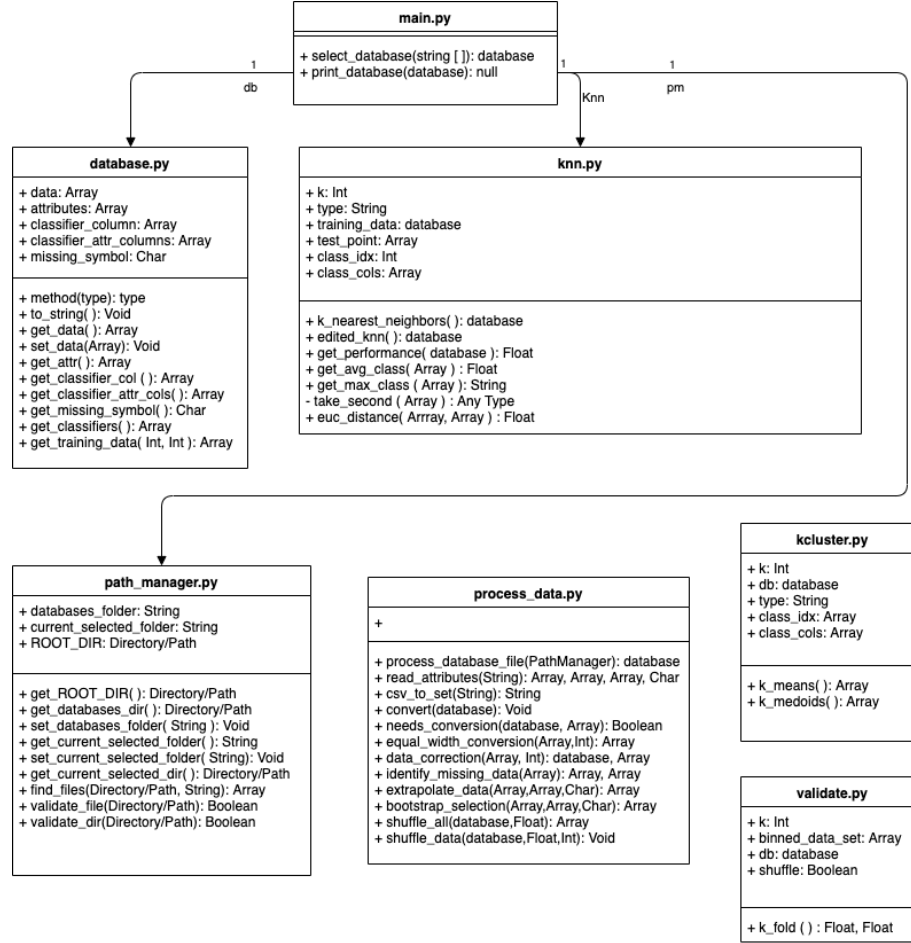 main.py
+ select_database(string [ ]): database
+ print_database(database): null
1
db
1
Knn
1
pm
database.py
+ data: Array
+ attributes: Array
+ classifier_column: Array
+ classifier_attr_columns: Array
+ missing_symbol: Char
+ method(type): type
+ to_string( ): Void
+ get_data( ): Array
+ set_data(Array): Void
+ get_attr( ): Array
+ get_classifier_col ( ): Array
+ get_classifier_attr_cols( ): Array
+ get_missing_symbol( ): Char
+ get_classifiers( ): Array
+ get_training_data( Int, Int ): Array
knn.py
+ k: Int
+ type: String
+ training_data: database
+ test_point: Array
+ class_idx: Int
+ class_cols: Array
+ k_nearest_neighbors( ): database
+ edited_knn( ): database
+ get_performance( database ): Float
+ get_avg_class( Array ) : Float
+ get_max_class ( Array ): String
- take_second ( Array ) : Any Type
+ euc_distance( Arrray, Array ) : Float
path_manager.py
+ databases_folder: String
+ current_selected_folder: String
+ ROOT_DIR: Directory/Path
+ get_ROOT_DIR( ): Directory/Path
+ get_databases_dir( ): Directory/Path
+ set_databases_folder( String ): Void
+ get_current_selected_folder( ): String
+ set_current_selected_folder( String): Void
+ get_current_selected_dir( ): Directory/Path
+ find_files(Directory/Path, String): Array
+ validate_file(Directory/Path): Boolean
+ validate_dir(Directory/Path): Boolean
process_data.py
+
+ process_database_file(PathManager): database
+ read_attributes(String): Array, Array, Array, Char
+ csv_to_set(String): String
+ convert(database): Void
+ needs_conversion(database, Array): Boolean
+ equal_width_conversion(Array,Int): Array
+ data_correction(Array, Int): database, Array
+ identify_missing_data(Array): Array, Array
+ extrapolate_data(Array,Array,Char): Array
+ bootstrap_selection(Array,Array,Char): Array
+ shuffle_all(database,Float): Array
+ shuffle_data(database,Float,Int): Void
kcluster.py
+ k: Int
+ db: database
+ type: String
+ class_idx: Array
+ class_cols: Array
+ k_means( ): Array
+ k_medoids( ): Array
validate.py
+ k: Int
+ binned_data_set: Array
+ db: database
+ shuffle: Boolean
+ k_fold ( ) : Float, Float